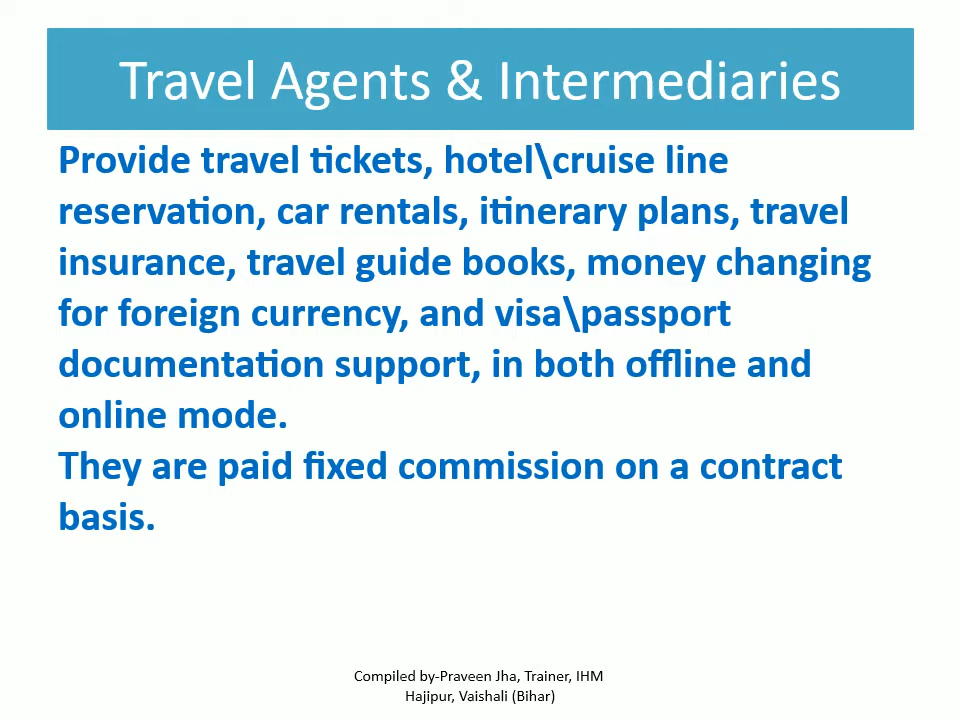 Travel Agents & Intermediaries
Provide travel tickets, hotel\cruise line
reservation, car rentals, itinerary plans, travel
insurance, travel guide books, money changing
for foreign currency, and visa\passport
documentation support, in both offline and
online mode.
They are paid fixed commission on a contract
basis.
Compiled by-Praveen Jha, Trainer, IHM
Hajipur, Vaishali (Bihar)